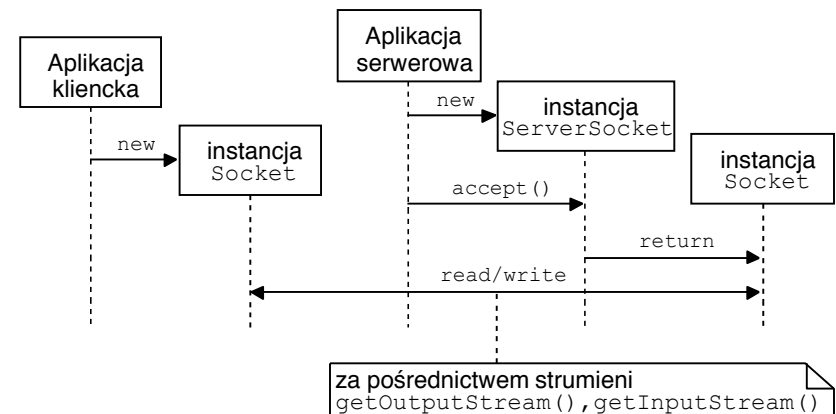 Aplikacja
kliencka
Aplikacja
serwerowa
new
instancja
ServerSocket
new
instancja
Socket
instancja
Socket
accept()
return
read/write
za pośrednictwem strumieni
getOutputStream(),getInputStream()